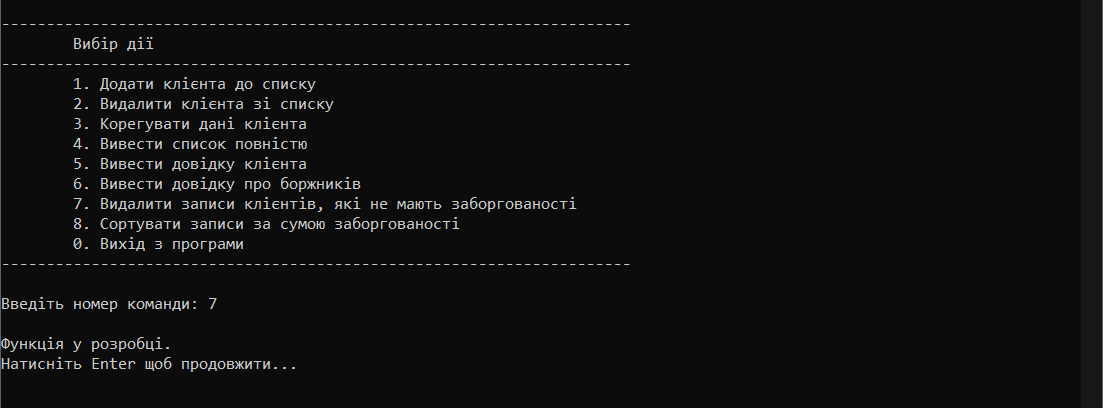 ----------------------------------------------------------------------
Вибір дії
----------------------------------------------------------------------
1. Додати клієнта до списку
2. Видалити клієнта зі списку
3. Корегувати дані клієнта
4. Вивести список повністю
5. Вивести довідку клієнта
6. Вивести довідку про боржників
7. Видалити записи клієнтів, які не мають заборгованості
8. Сортувати записи за сумою заборгованості
0. Вихід з програми
----------------------------------------------------------------------
Введіть номер команди: 7
Функція у розробці.
Натисніть Enter щоб продовжити...